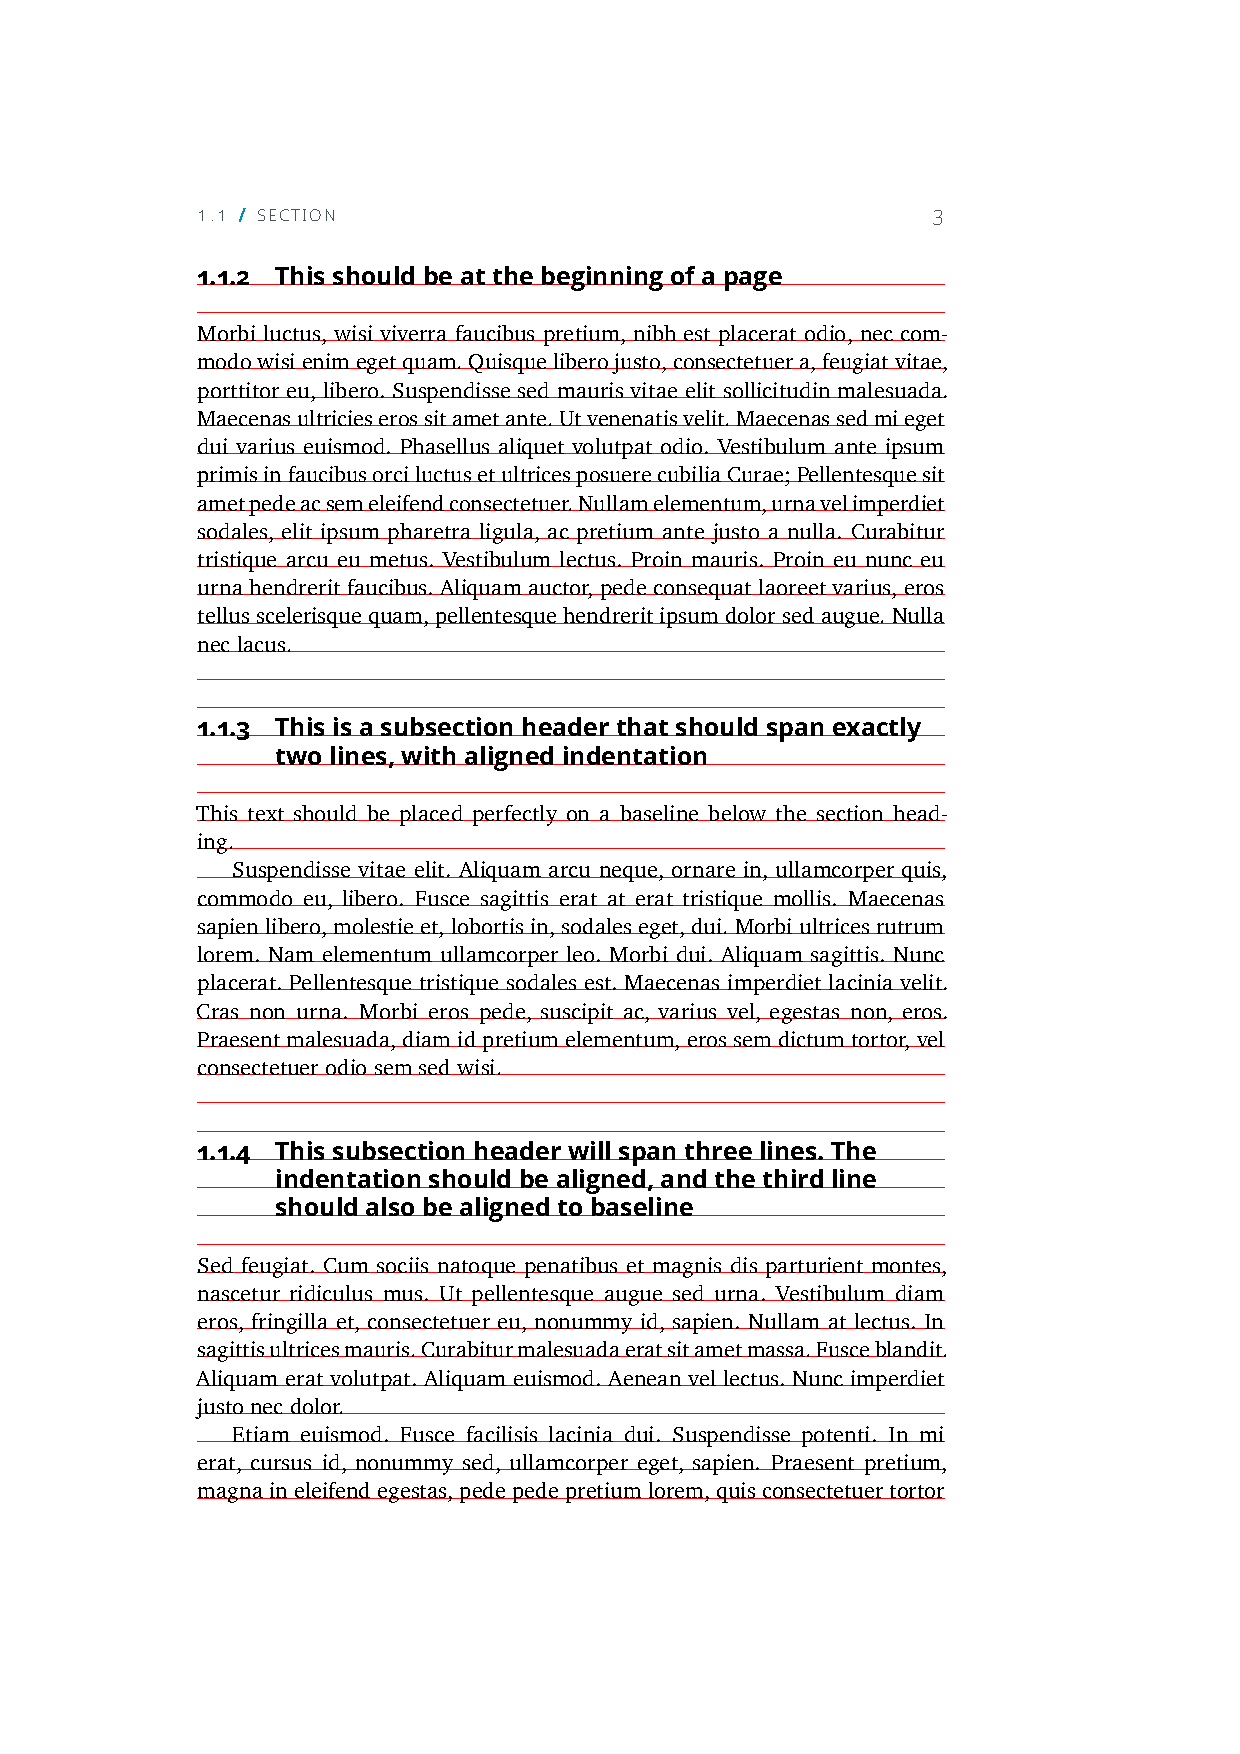 1.1 / SECTION 3
1.1.2 This should be at the beginning of a page
Morbi luctus, wisi viverra faucibus pretium, nibh est placerat odio, nec com-
modo wisi enim eget quam. Quisque libero justo, consectetuer a, feugiat vitae,
porttitor eu, libero. Suspendisse sed mauris vitae elit sollicitudin malesuada.
Maecenas ultricies eros sit amet ante. Ut venenatis velit. Maecenas sed mi eget
dui varius euismod. Phasellus aliquet volutpat odio. Vestibulum ante ipsum
primis in faucibus orci luctus et ultrices posuere cubilia Curae; Pellentesque sit
amet pede ac sem eleifend consectetuer. Nullam elementum, urna vel imperdiet
sodales, elit ipsum pharetra ligula, ac pretium ante justo a nulla. Curabitur
tristique arcu eu metus. Vestibulum lectus. Proin mauris. Proin eu nunc eu
urna hendrerit faucibus. Aliquam auctor, pede consequat laoreet varius, eros
tellus scelerisque quam, pellentesque hendrerit ipsum dolor sed augue. Nulla
nec lacus.
1.1.3 This is a subsection header that should span exactly
two lines, with aligned indentation
This text should be placed perfectly on a baseline below the section head-
ing.
Suspendisse vitae elit. Aliquam arcu neque, ornare in, ullamcorper quis,
commodo eu, libero. Fusce sagittis erat at erat tristique mollis. Maecenas
sapien libero, molestie et, lobortis in, sodales eget, dui. Morbi ultrices rutrum
lorem. Nam elementum ullamcorper leo. Morbi dui. Aliquam sagittis. Nunc
placerat. Pellentesque tristique sodales est. Maecenas imperdiet lacinia velit.
Cras non urna. Morbi eros pede, suscipit ac, varius vel, egestas non, eros.
Praesent malesuada, diam id pretium elementum, eros sem dictum tortor, vel
consectetuer odio sem sed wisi.
1.1.4 This subsection header will span three lines. The
indentation should be aligned, and the third line
should also be aligned to baseline
Sed feugiat. Cum sociis natoque penatibus et magnis dis parturient montes,
nascetur ridiculus mus. Ut pellentesque augue sed urna. Vestibulum diam
eros, fringilla et, consectetuer eu, nonummy id, sapien. Nullam at lectus. In
sagittis ultrices mauris. Curabitur malesuada erat sit amet massa. Fusce blandit.
Aliquam erat volutpat. Aliquam euismod. Aenean vel lectus. Nunc imperdiet
justo nec dolor.
Etiam euismod. Fusce facilisis lacinia dui. Suspendisse potenti. In mi
erat, cursus id, nonummy sed, ullamcorper eget, sapien. Praesent pretium,
magna in eleifend egestas, pede pede pretium lorem, quis consectetuer tortor